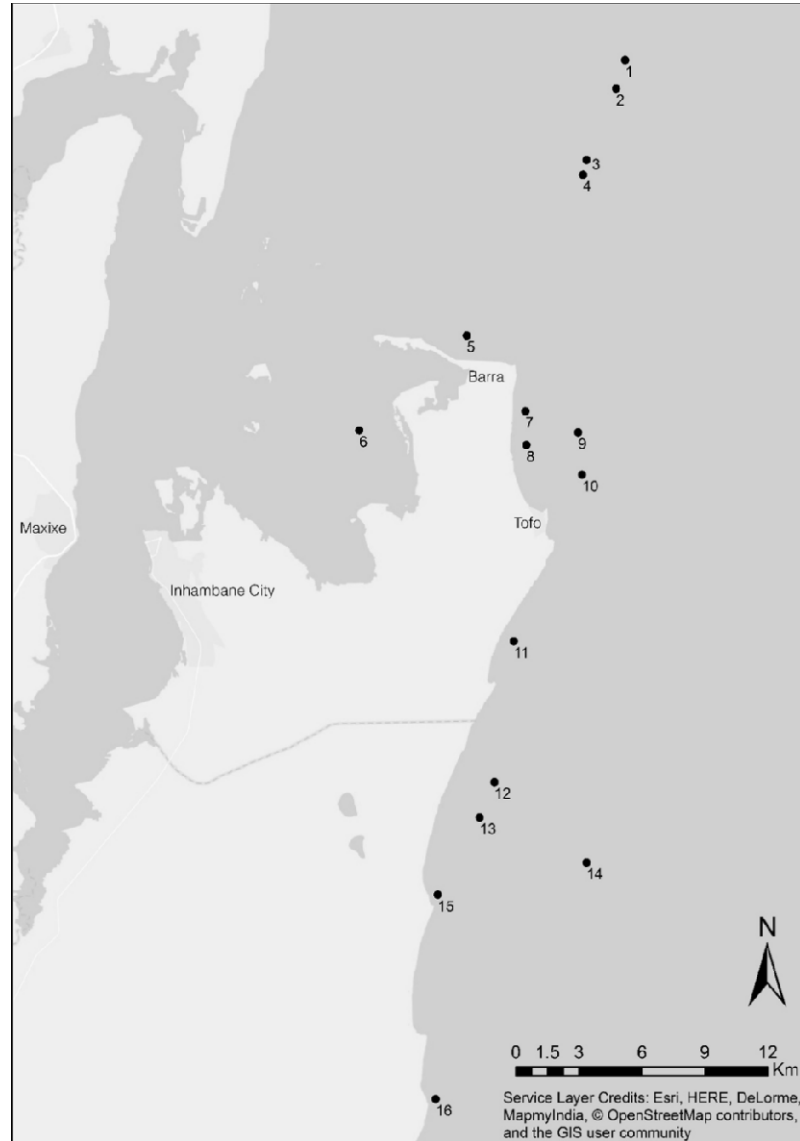 1
2
3
4
5
Barra
7
6
9
8
10
Tofo
Maxixe
Inhambane City
11
12
13
14
15
N
0 1.5 3 6 9 12
Km
16
Service Layer Credits: Esri, HERE, DeLorme,
MapmyIndia, © OpenStreetMap contributors,
and the GIS user community